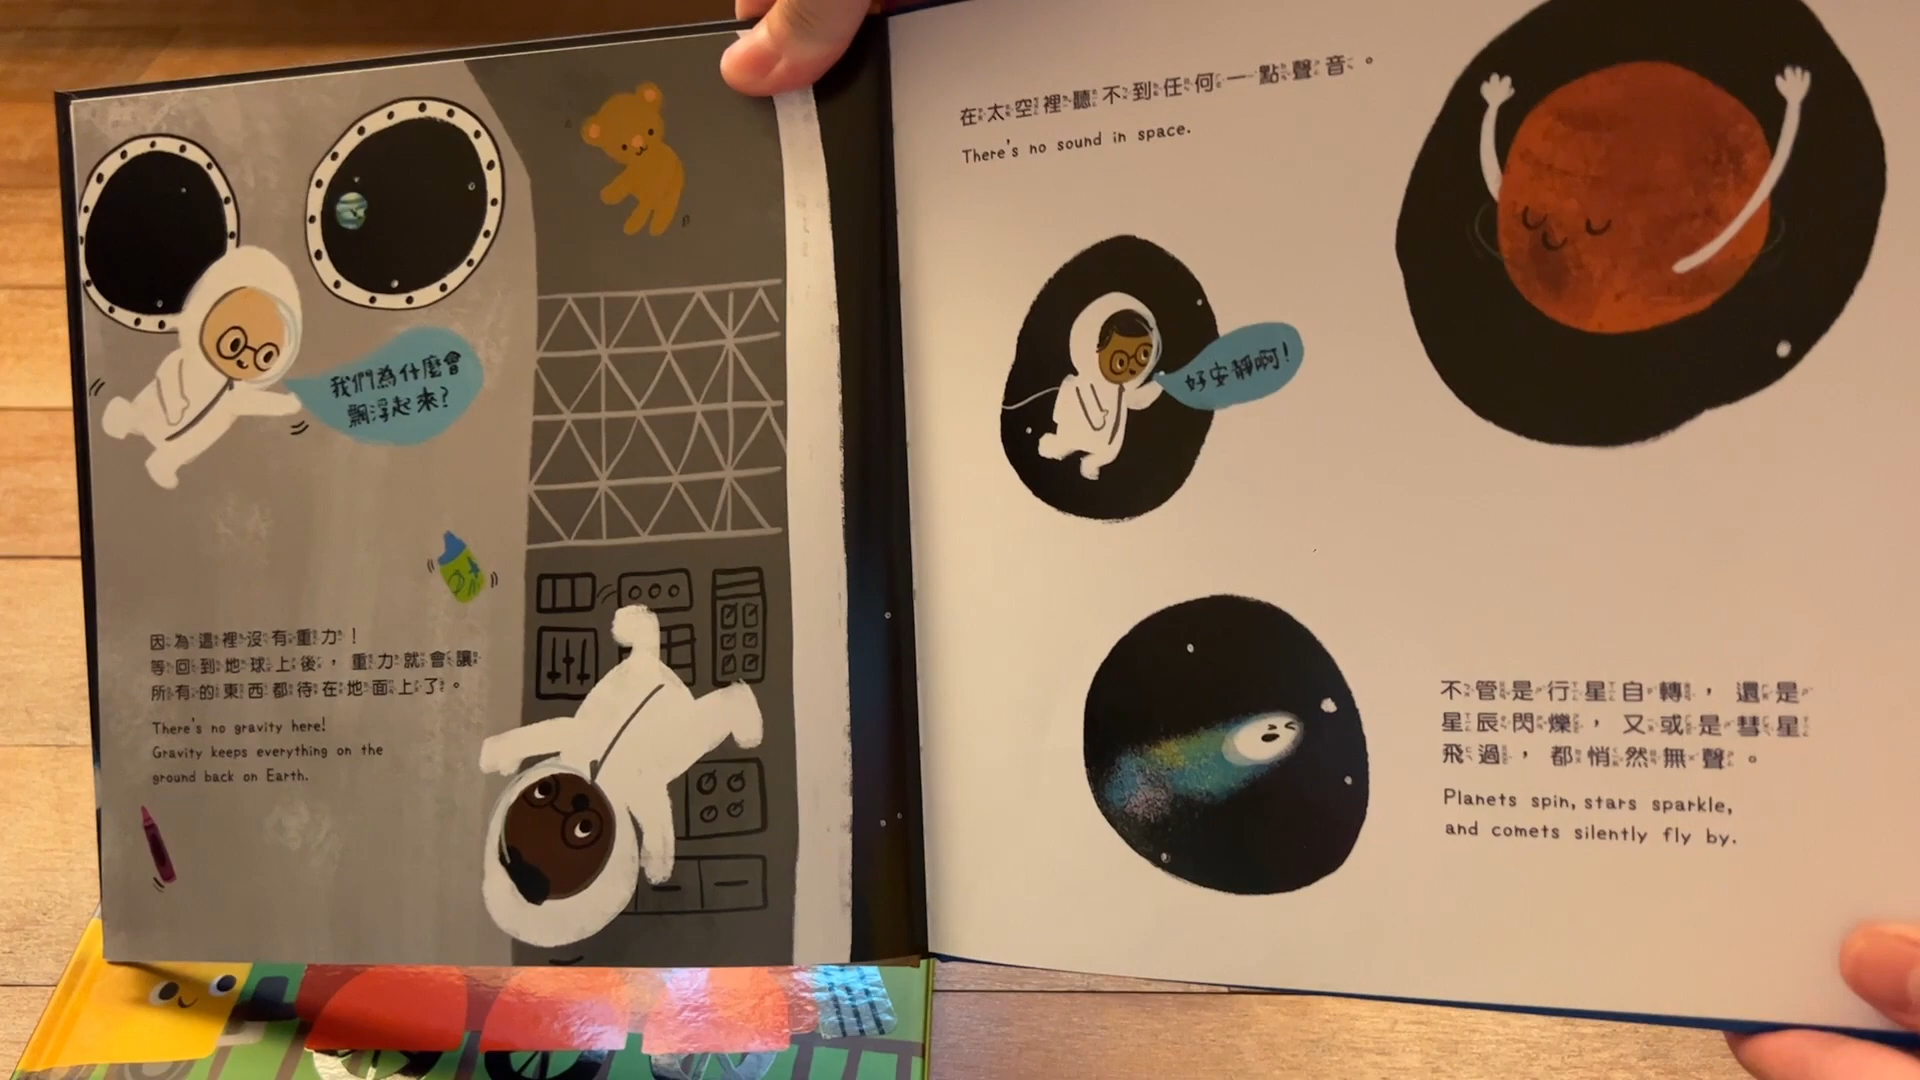 我們為什麼會
飄浮起來?
因為這裡沒有重力!
等回到地球上後,重力就會讓
所有的東西都待在地面上了。
There's no gravity here!
Gravity keeps everything on the
ground back on Earth.
在太空裡聽不到任何一點聲音。
There's no sound in space.
好安靜啊!
不管是行星自轉,還是
星辰閃爍,又或是彗星
飛過,都悄然無聲。
Planets spin, stars sparkle,
and comets silently fly by.